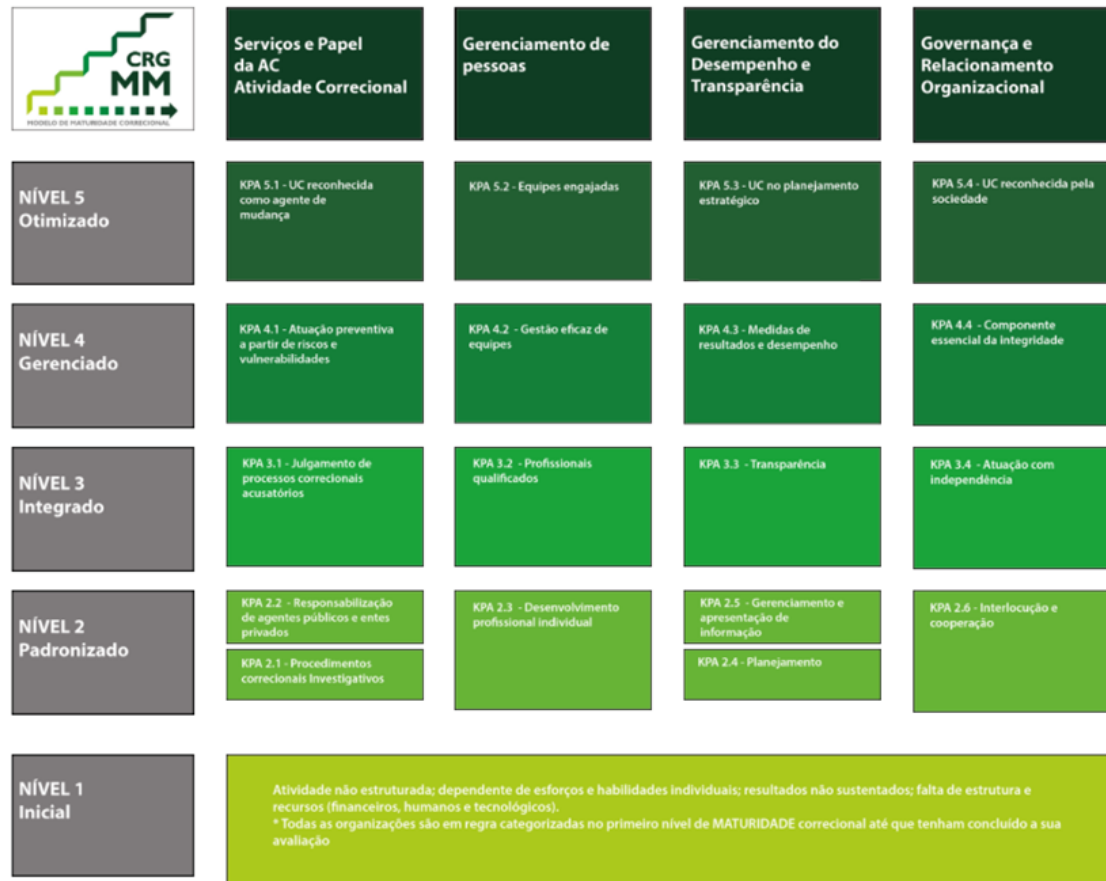 CRG
MM
MODELO DE MATURIDADE CORRECIONAL
Serviços e Papel
da AC
Atividade Correcional
Gerenciamento de
pessoas
Gerenciamento do
Desempenho e
Transparência
Governança e
Relacionamento
Organizacional
NÍVEL 5
Otimizado
KPA 5.1 - UC reconhecida
como agente de
mudança
KPA 5.2 - Equipes engajadas
KPA 5.3 - UC no planejamento
estratégico
KPA 5.4 - UC reconhecida pela
sociedade
NÍVEL 4
Gerenciado
KPA 4.1 - Atuação preventiva
a partir de riscos e
vulnerabilidades
KPA 4.2 - Gestão eficaz de
equipes
KPA 4.3 - Medidas de
resultados e desempenho
KPA 4.4 - Componente
essencial da integridade
NÍVEL 3
Integrado
KPA 3.1 - Julgamento de
processos correcionais
acusatórios
KPA 3.2 - Profissionais
qualificados
KPA 3.3 - Transparência
KPA 3.4 - Atuação com
independência
NÍVEL 2
Padronizado
KPA 2.2 - Responsabilização
de agentes públicos e entes
privados
KPA 2.1 - Procedimentos
correcionais Investigativos
KPA 2.3 - Desenvolvimento
profissional individual
KPA 2.5 - Gerenciamento e
apresentação de
informação
KPA 2.4 - Planejamento
KPA 2.6 - Interlocução e
cooperação
NÍVEL 1
Inicial
Atividade não estruturada; dependente de esforços e habilidades individuais; resultados não sustentados; falta de estrutura e
recursos (financeiros, humanos e tecnológicos).
* Todas as organizações são em regra categorizadas no primeiro nível de MATURIDADE correcional até que tenham concluído a sua
avaliação